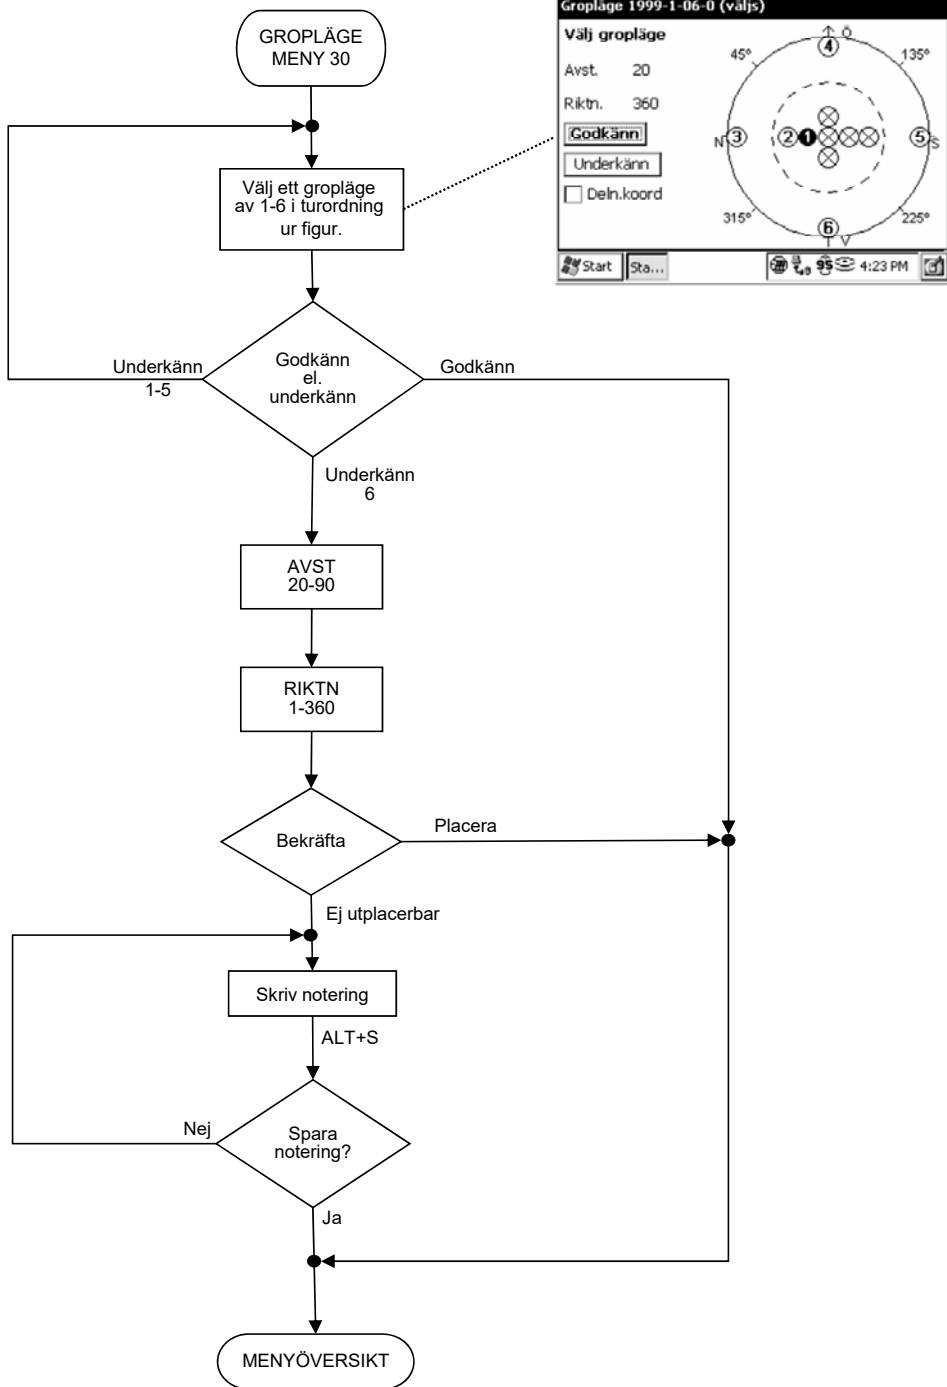 GROPLÄGE
MENY 30
Välj ett gropläge
av 1-6 i turordning
ur figur.
Godkänn
el.
underkänn
Underkänn
1-5
Godkänn
Underkänn
6
AVST
20-90
RIKTN
1-360
Bekräfta
Placera
Ej utplacerbar
Skriv notering
ALT+S
Spara
notering?
Nej
Ja
MENYÖVERSIKT
Gropläge 1999-1-06-0 (väljs)
Välj gropläge
Avst. 20
Riktn. 360
Godkänn
Underkänn
Deln.koord
Ö
4
45°
135°
N 3 2 1 5 S
315°
225°
6
V
Start Sta... 95 4:23 PM